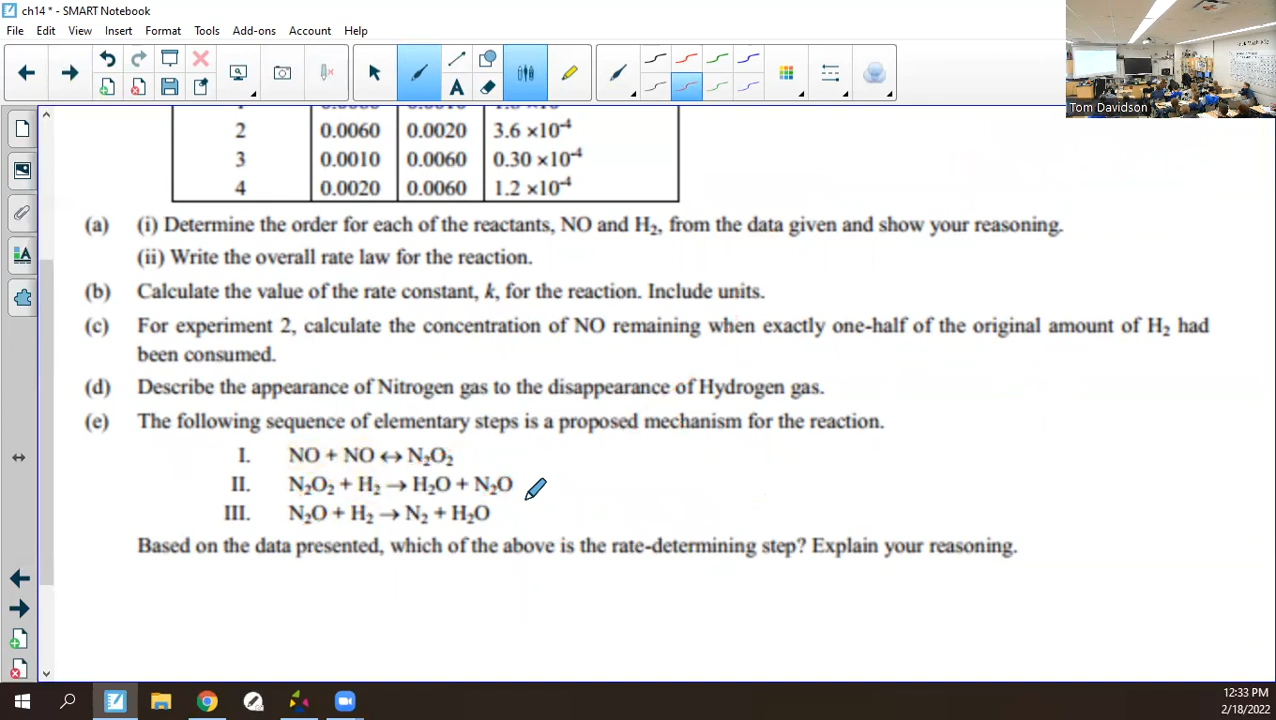 ch14 * - SMART Notebook
File Edit View Insert Format Tools Add-ons Account Help
A
Tom Davidson
2 0.0060 0.0020 3.6 ×10⁻⁴
3 0.0010 0.0060 0.30 ×10⁻⁴
4 0.0020 0.0060 1.2 ×10⁻⁴
(a) (i) Determine the order for each of the reactants, NO and H₂, from the data given and show your reasoning.
(ii) Write the overall rate law for the reaction.
(b) Calculate the value of the rate constant, k, for the reaction. Include units.
(c) For experiment 2, calculate the concentration of NO remaining when exactly one-half of the original amount of H₂ had
been consumed.
(d) Describe the appearance of Nitrogen gas to the disappearance of Hydrogen gas.
(e) The following sequence of elementary steps is a proposed mechanism for the reaction.
I. NO + NO ↔ N₂O₂
II. N₂O₂ + H₂ → H₂O + N₂O
III. N₂O + H₂ → N₂ + H₂O
Based on the data presented, which of the above is the rate-determining step? Explain your reasoning.
12:33 PM
2/18/2022